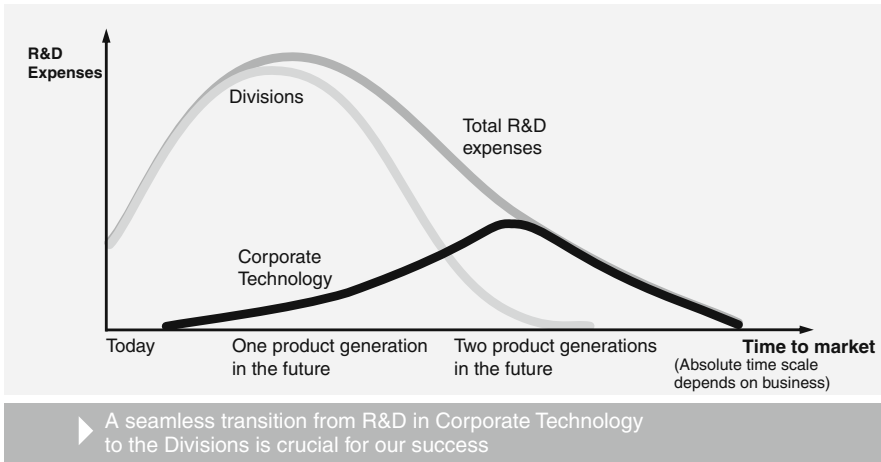 R&D
Expenses
Divisions
Total R&D
expenses
Corporate
Technology
Today
One product generation
in the future
Two product generations
in the future
Time to market
(Absolute time scale
depends on business)
A seamless transition from R&D in Corporate Technology
to the Divisions is crucial for our success